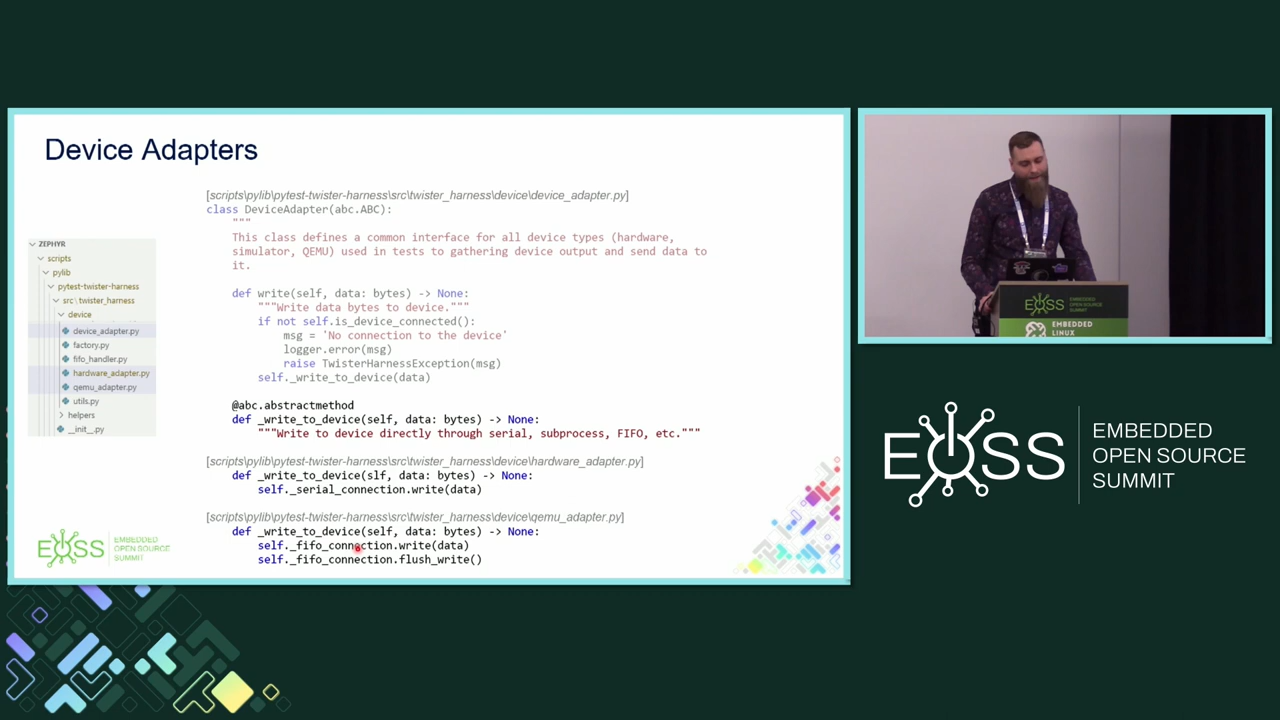 Device Adapters
[scripts\pylib\pytest-twister-harness\src\twister_harness\device\device_adapter.py]
class DeviceAdapter(abc.ABC):
"""
This class defines a common interface for all device types (hardware,
simulator, QEMU) used in tests to gathering device output and send data to
it.
def write(self, data: bytes) -> None:
"""Write data bytes to device."""
if not self.is_device_connected():
msg = 'No connection to the device'
logger.error(msg)
raise TwisterHarnessException(msg)
self._write_to_device(data)
@abc.abstractmethod
def _write_to_device(self, data: bytes) -> None:
"""Write to device directly through serial, subprocess, FIFO, etc."""
[scripts\pylib\pytest-twister-harness\src\twister_harness\device\hardware_adapter.py]
def _write_to_device(slf, data: bytes) -> None:
self._serial_connection.write(data)
[scripts\pylib\pytest-twister-harness\src\twister_harness\device\qemu_adapter.py]
def _write_to_device(self, data: bytes) -> None:
self._fifo_connection.write(data)
self._fifo_connection.flush_write()
ZEPHYR
scripts
pylib
pytest-twister-harness
src\twister_harness
device
device_adapter.py
factory.py
fifo_handler.py
hardware_adapter.py
qemu_adapter.py
utils.py
helpers
__init__.py
EOSS
EMBEDDED
OPEN SOURCE
SUMMIT
EOSS
EMBEDDED
OPEN SOURCE
SUMMIT
EMBEDDED
LINUX
EOSS
EMBEDDED
OPEN SOURCE
SUMMIT